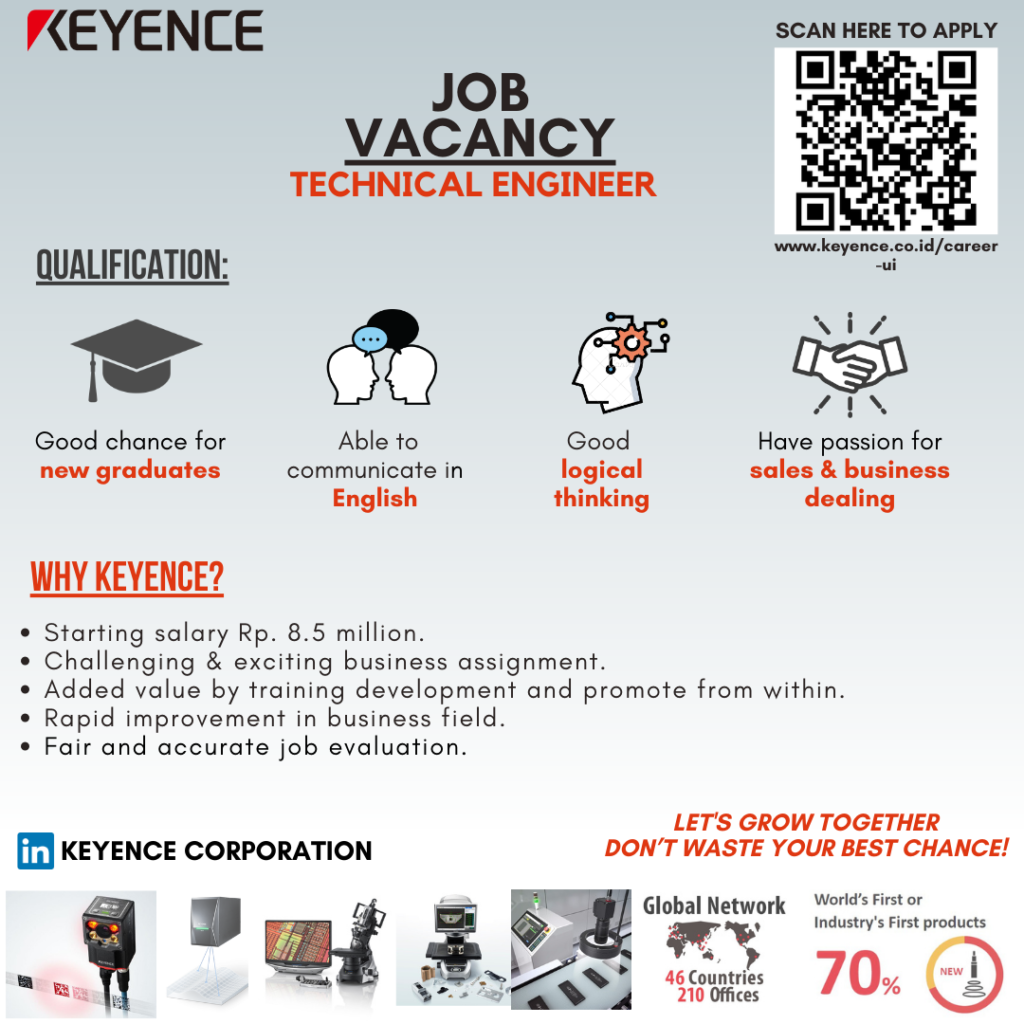 KEYENCE
SCAN HERE TO APPLY
JOB
VACANCY
TECHNICAL ENGINEER
www.keyence.co.id/career
-ui
QUALIFICATION:
Good chance for
new graduates
Able to
communicate in
English
Good
logical
thinking
Have passion for
sales & business
dealing
WHY KEYENCE?
• Starting salary Rp. 8.5 million.
• Challenging & exciting business assignment.
• Added value by training development and promote from within.
• Rapid improvement in business field.
• Fair and accurate job evaluation.
in KEYENCE CORPORATION
LET'S GROW TOGETHER
DON'T WASTE YOUR BEST CHANCE!
Global Network
46 Countries
210 Offices
World's First or
Industry's First products
70%
NEW